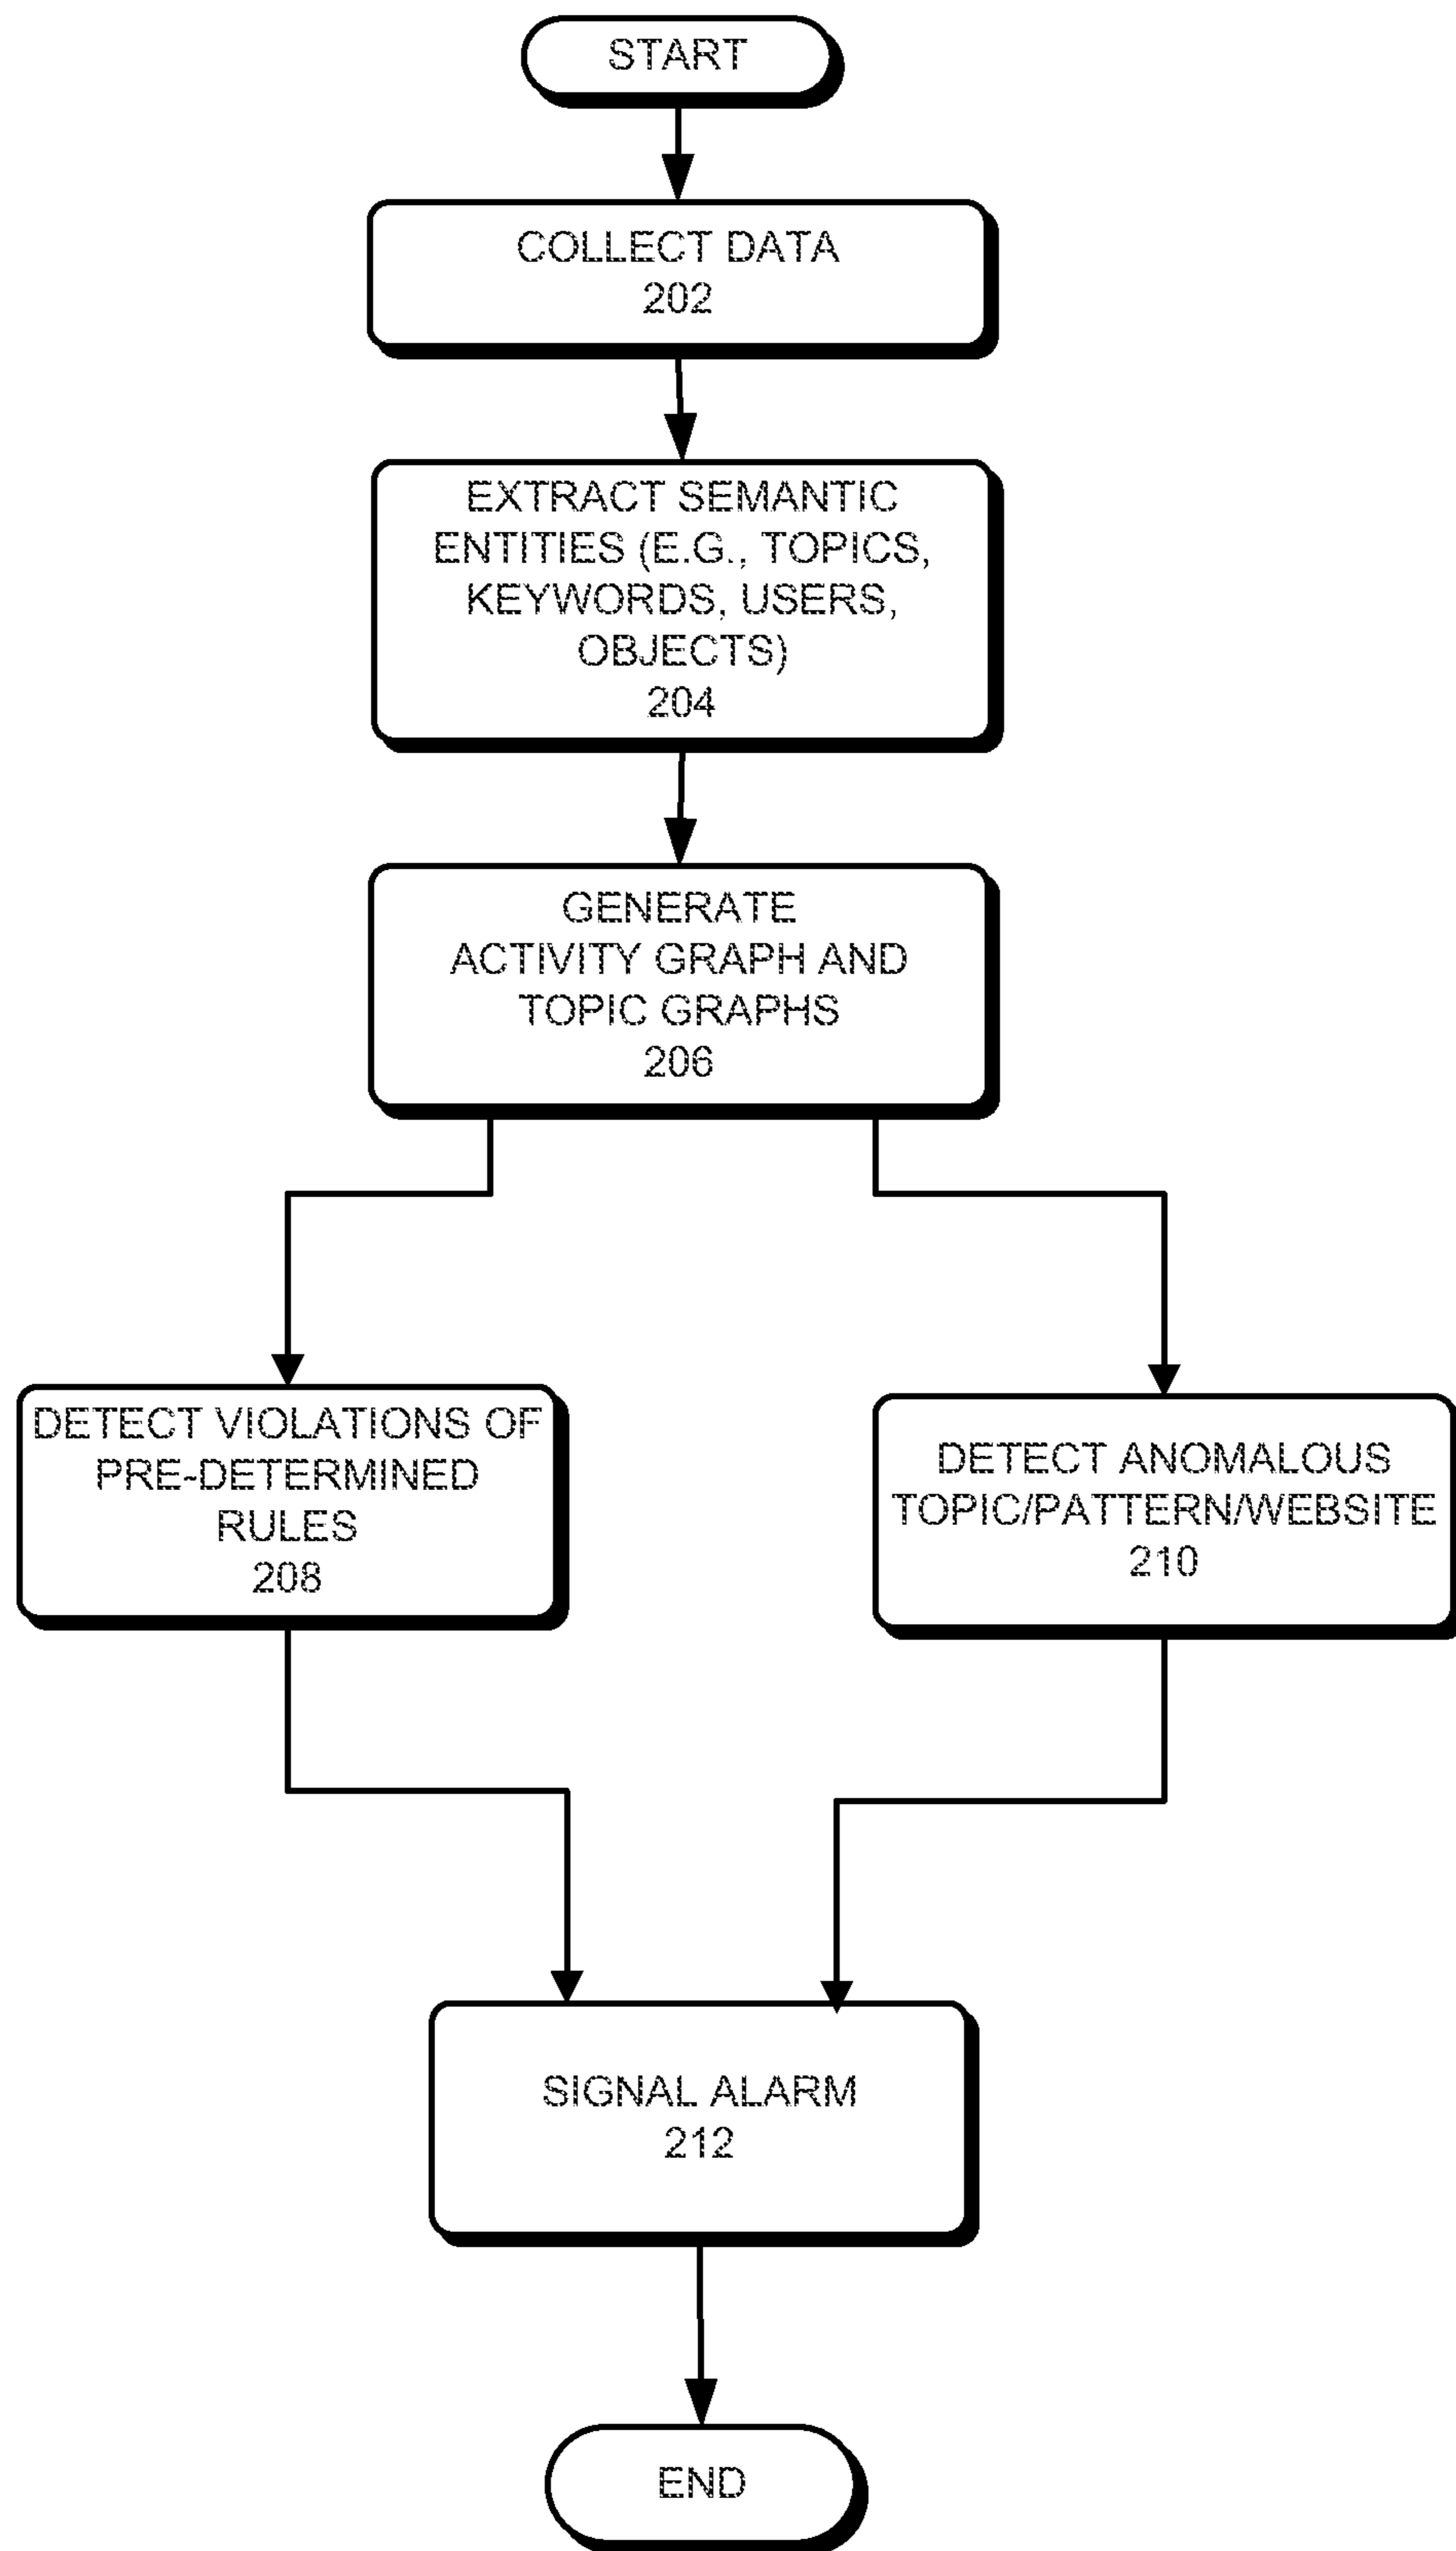 START
COLLECT DATA
202
EXTRACT SEMANTIC
ENTITIES (E.G., TOPICS,
KEYWORDS, USERS,
OBJECTS)
204
GENERATE
ACTIVITY GRAPH AND
TOPIC GRAPHS
206
DETECT VIOLATIONS OF
PRE-DETERMINED
RULES
208
DETECT ANOMALOUS
TOPIC/PATTERN/WEBSITE
210
SIGNAL ALARM
212
END